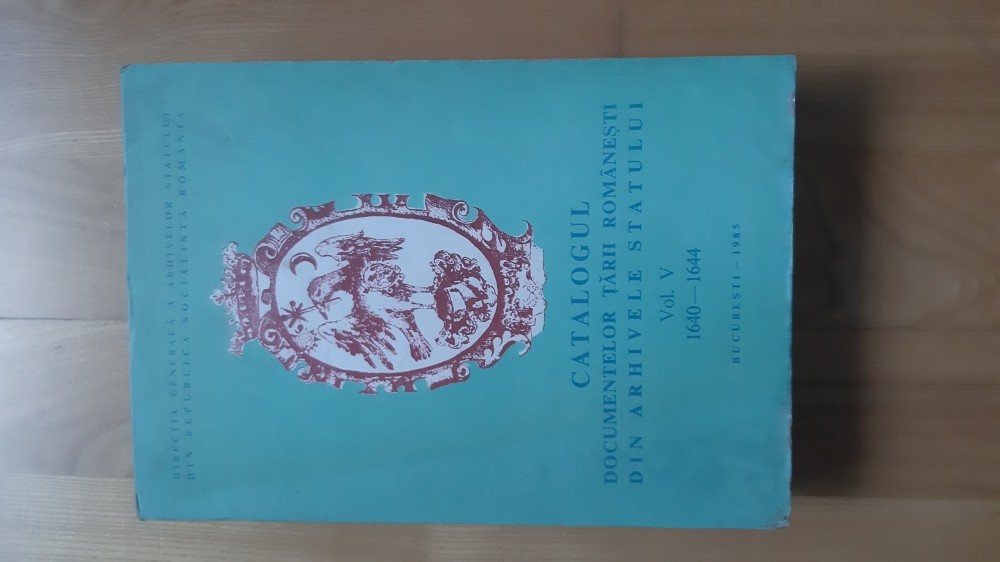 DIRECȚIA GENERALĂ A ARHIVELOR STATULUI
DIN REPUBLICA SOCIALISTĂ ROMÂNIA
CATALOGUL
DOCUMENTELOR ȚĂRII ROMÂNEȘTI
DIN ARHIVELE STATULUI
Vol. V
1640—1644
BUCUREȘTI—1985